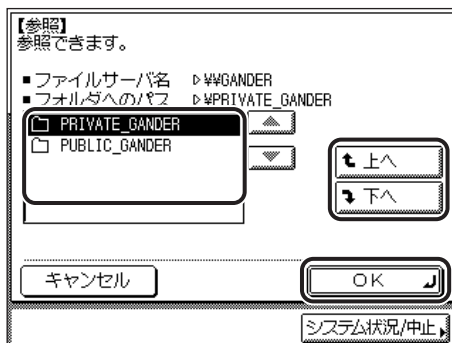 【参照】
参照できます。
■ファイルサーバ名 ▷¥¥GANDER
■フォルダへのパス ▷¥PRIVATE_GANDER
PRIVATE_GANDER
PUBLIC_GANDER
上へ
下へ
キャンセル
OK
システム状況/中止